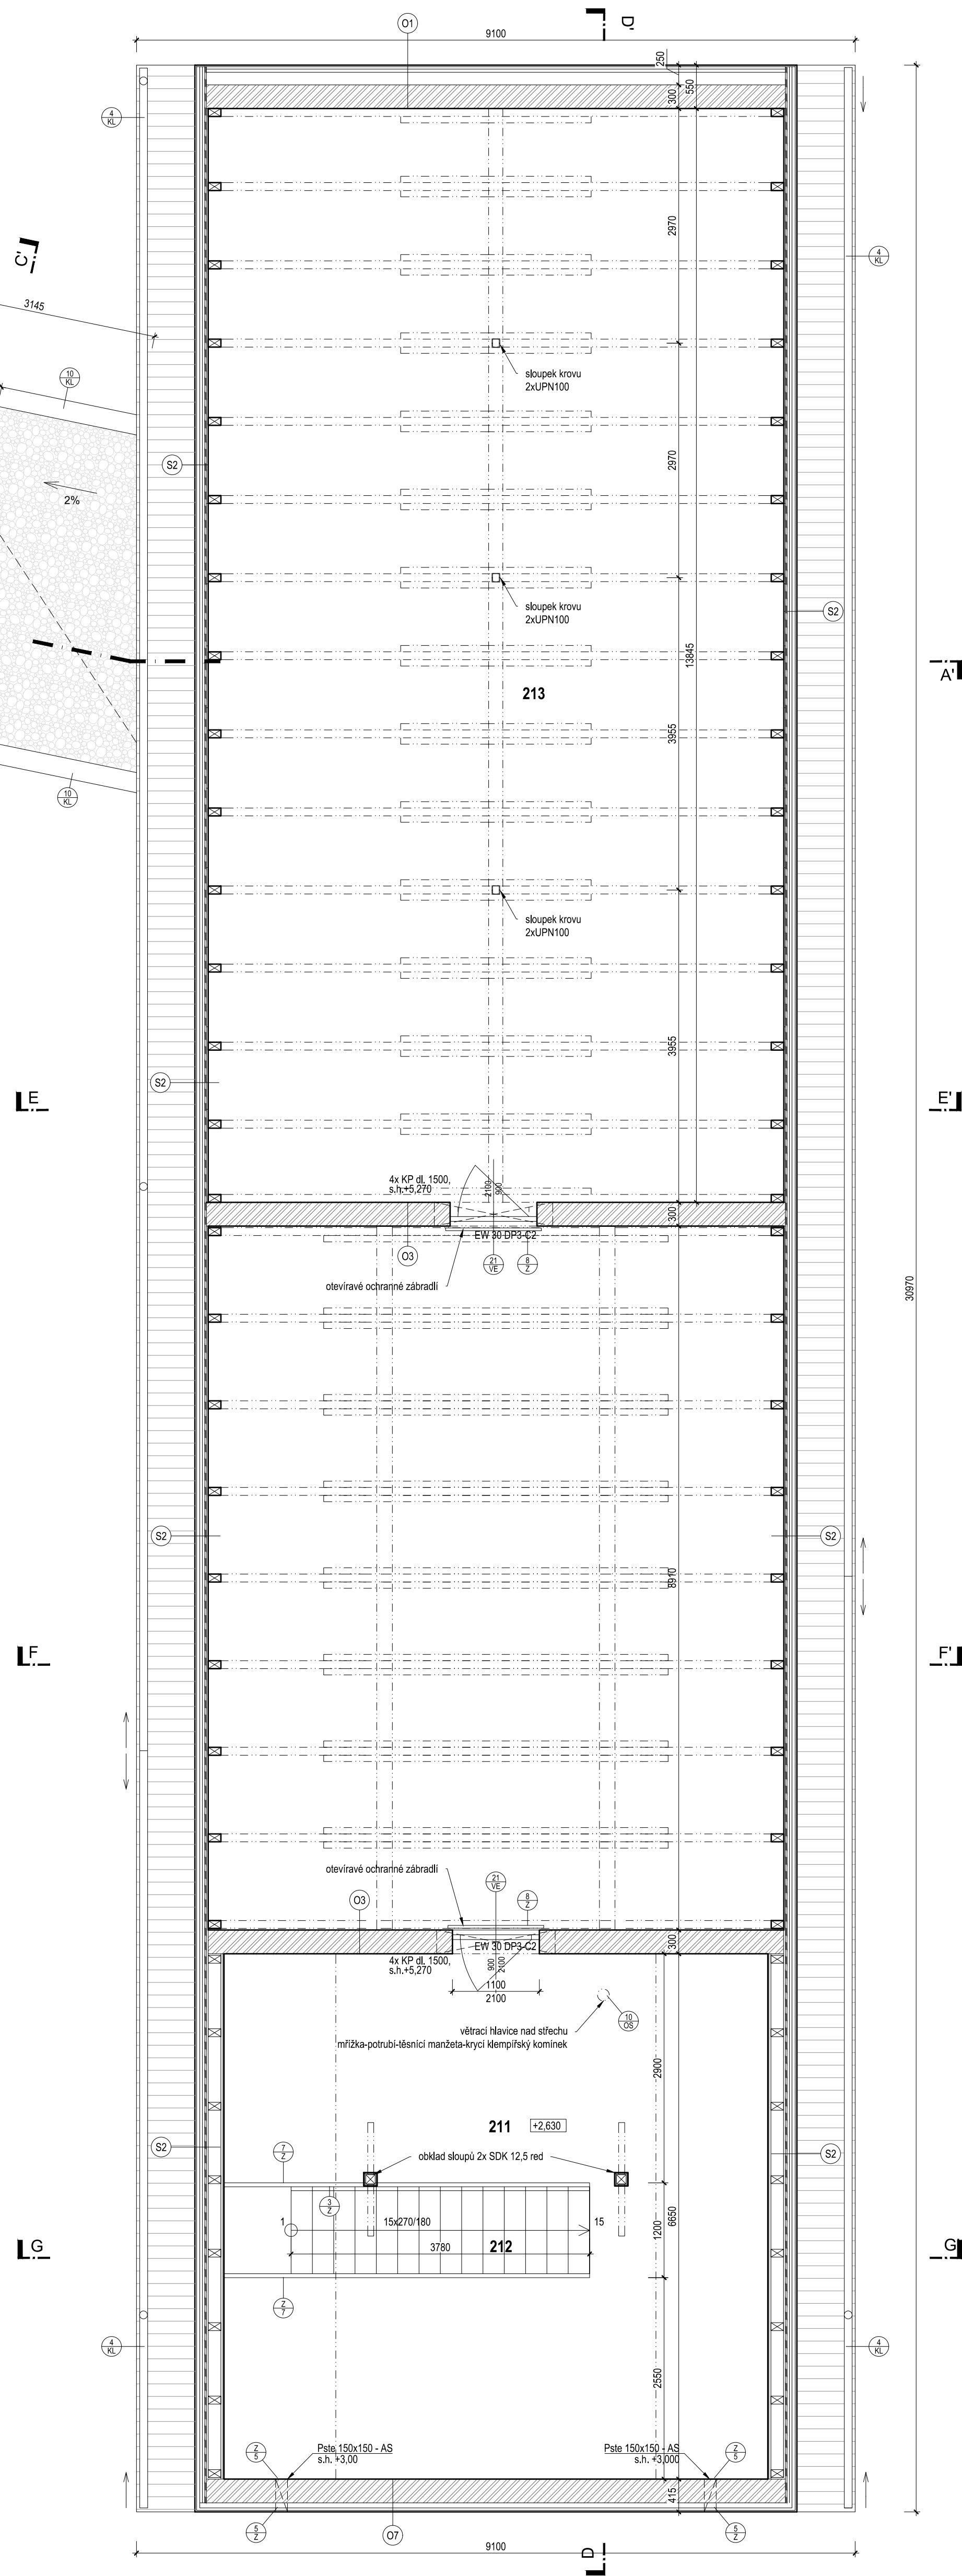 D'
O1
9100
250
300
550
4
KL
2970
C'
4
KL
3145
sloupek krovu
2xUPN100
10
KL
S2
2970
2%
sloupek krovu
2xUPN100
S2
13845
A'
213
3955
10
KL
sloupek krovu
2xUPN100
3955
S2
E
E'
4x KP dl. 1500,
s.h.+5,270
2100
900
300
EW 30 DP3-C2
O3
21
VE
8
Z
otevíravé ochranné zábradlí
30970
S2
S2
8910
F
F'
otevíravé ochranné zábradlí
21
VE
8
Z
O3
300
EW 30 DP3-C2
4x KP dl. 1500,
s.h.+5,270
900
2100
1100
2100
10
OS
větrací hlavice nad střechu
mřížka-potrubí-těsnící manžeta-krycí klempířský komínek
2900
211
+2,630
S2
7
Z
obklad sloupů 2x SDK 12,5 red
S2
3
Z
1
15x270/180
15
1200
6650
3780
212
G
G'
Z
7
4
KL
4
KL
2550
Z
5
Pste 150x150 - AS
s.h. +3,00
Pste 150x150 - AS
s.h. +3,000
Z
5
415
5
Z
O7
5
Z
9100
D